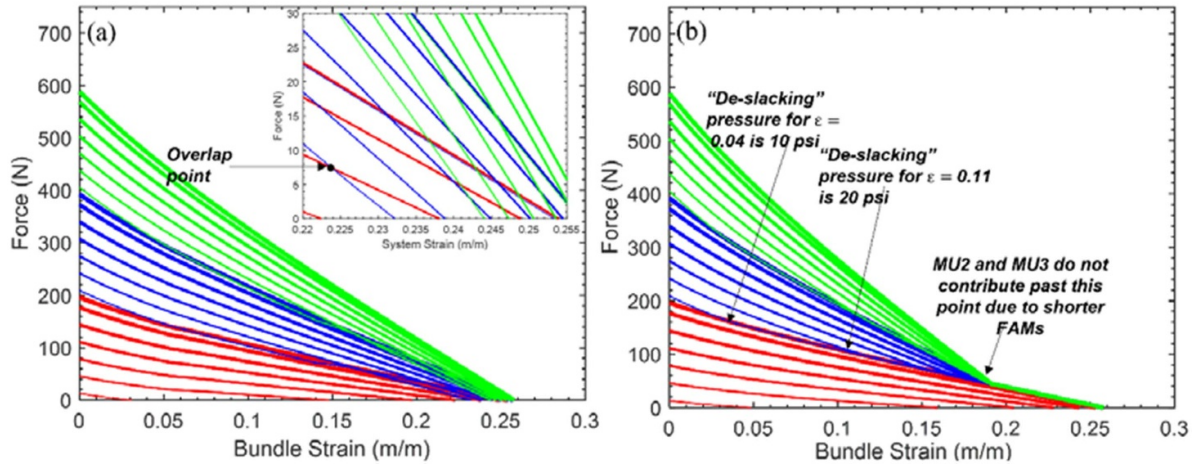 (a)
700
600
500
400
300
200
100
0
Force (N)
0
0.05
0.1
0.15
0.2
0.25
0.3
Bundle Strain (m/m)
Overlap
point
30
25
20
15
10
5
0
Force (N)
0.22
0.225
0.23
0.235
0.24
0.245
0.25
0.255
System Strain (m/m)
(b)
700
600
500
400
300
200
100
0
Force (N)
0
0.05
0.1
0.15
0.2
0.25
0.3
Bundle Strain (m/m)
“De-slacking”
pressure for ε =
0.04 is 10 psi
“De-slacking”
pressure for ε = 0.11
is 20 psi
MU2 and MU3 do not
contribute past this
point due to shorter
FAMs